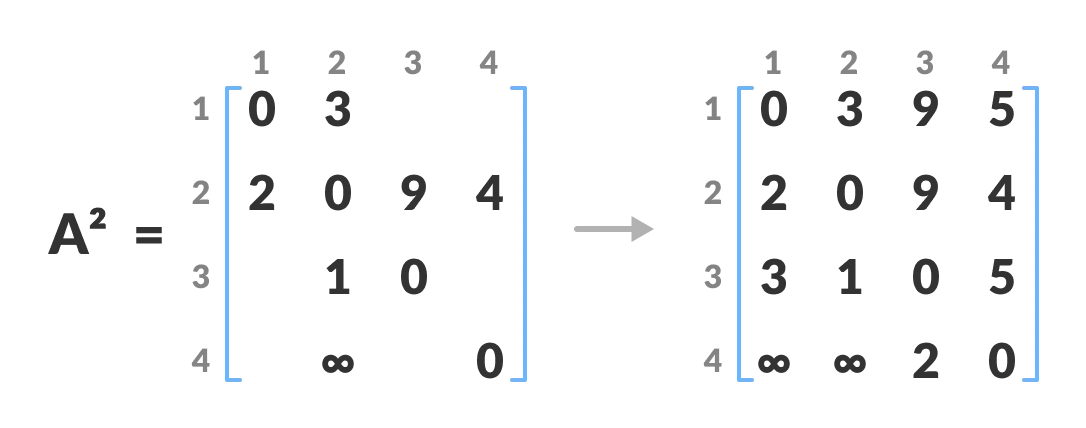 1 2 3 4 1 2 3 4
1 0 3 1 0 3 9 5
2 2 0 9 4 2 2 0 9 4
A² =
3 1 0 3 3 1 0 5
4 ∞ 0 4 ∞ ∞ 2 0